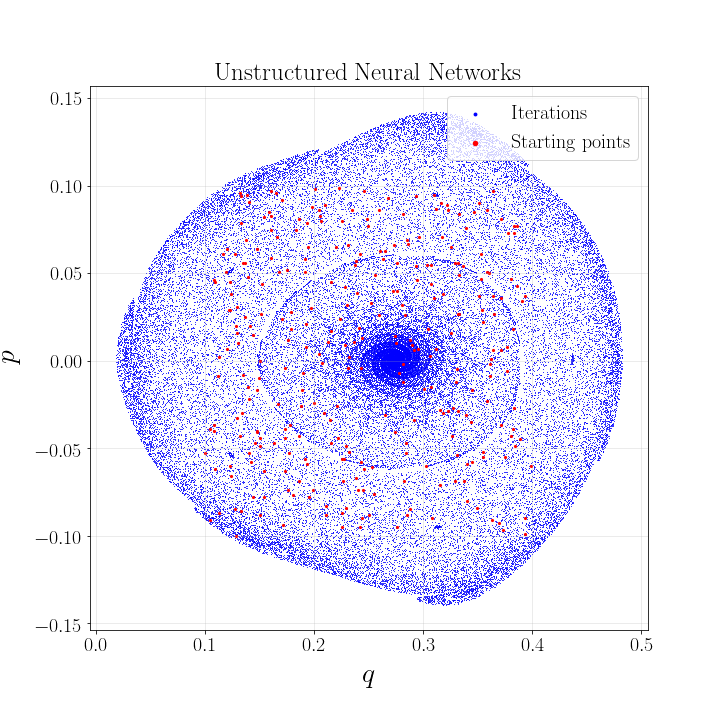 Unstructured Neural Networks
Iterations
Starting points
0.15
0.10
0.05
0.00
−0.05
−0.10
−0.15
p
0.0 0.1 0.2 0.3 0.4 0.5
q